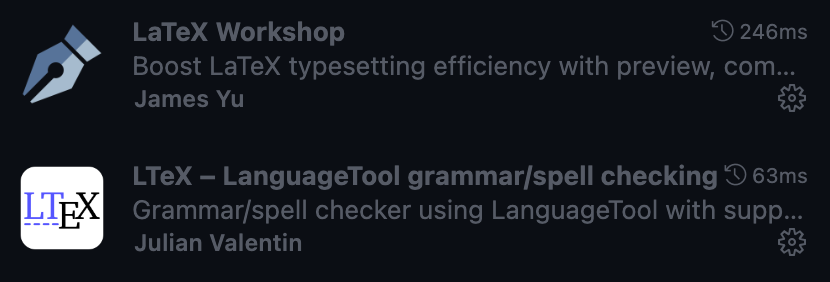 LaTeX Workshop 246ms
Boost LaTeX typesetting efficiency with preview, com...
James Yu
LTEX
LTeX – LanguageTool grammar/spell checking 63ms
Grammar/spell checker using LanguageTool with supp...
Julian Valentin